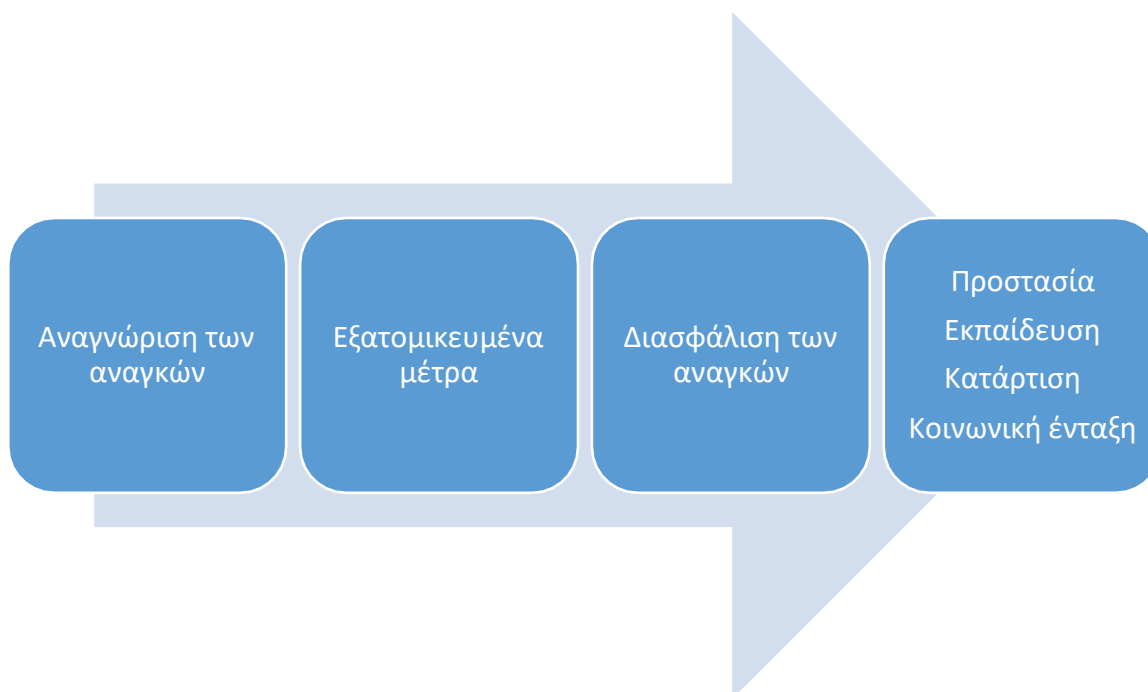 Αναγνώριση των
αναγκών
Εξατομικευμένα
μέτρα
Διασφάλιση των
αναγκών
Προστασία
Εκπαίδευση
Κατάρτιση
Κοινωνική ένταξη